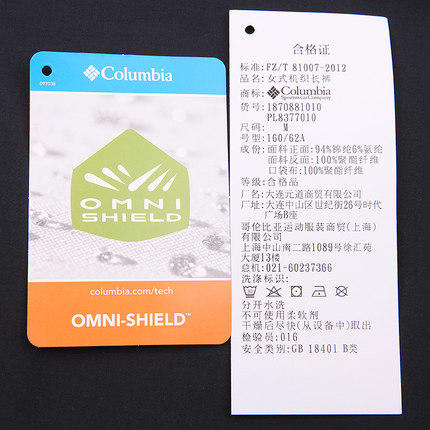 097038
Columbia
OMNI
SHIELD
columbia.com/tech
OMNI-SHIELD™
合格证
标准:FZ/T 81007-2012
品名:女式机织长裤
商标:Columbia
Sportswear Company
货号:1870881010
PL8377010
尺码: M
号型:160/62A
成份:面料正面:94%锦纶6%氨纶
面料反面:100%聚酯纤维
口袋布:100%聚酯纤维
等级:合格品
厂名:大连元道商贸有限公司
厂址:大连中山区世纪街26号时代
广场B座
哥伦比亚运动服装商贸(上海)
有限公司
上海中山南二路1089号徐汇苑
大厦13楼
总机:021-60237366
洗涤标识:
分开水洗
不可使用柔软剂
干燥后尽快(从设备中)取出
检验员:016
安全类别:GB 18401 B类